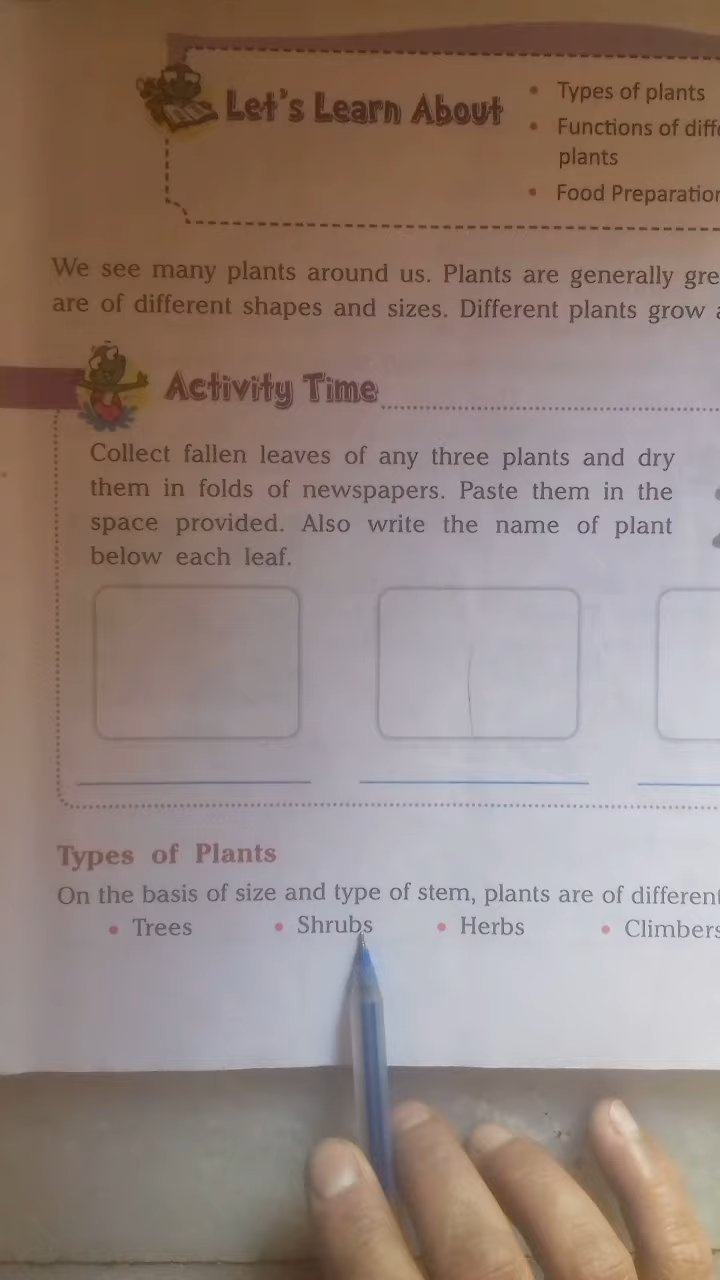 Let's Learn About
• Types of plants
• Functions of
plants
• Food
We see many plants around us. Plants are generally
are of different shapes and sizes. Different plants grow
Activity Time
Collect fallen leaves of any three plants and dry
them in folds of newspapers. Paste them in the
space provided. Also write the name of plant
below each leaf.
Types of Plants
On the basis of size and type of stem, plants are of different
• Trees • Shrubs • Herbs • Climbers